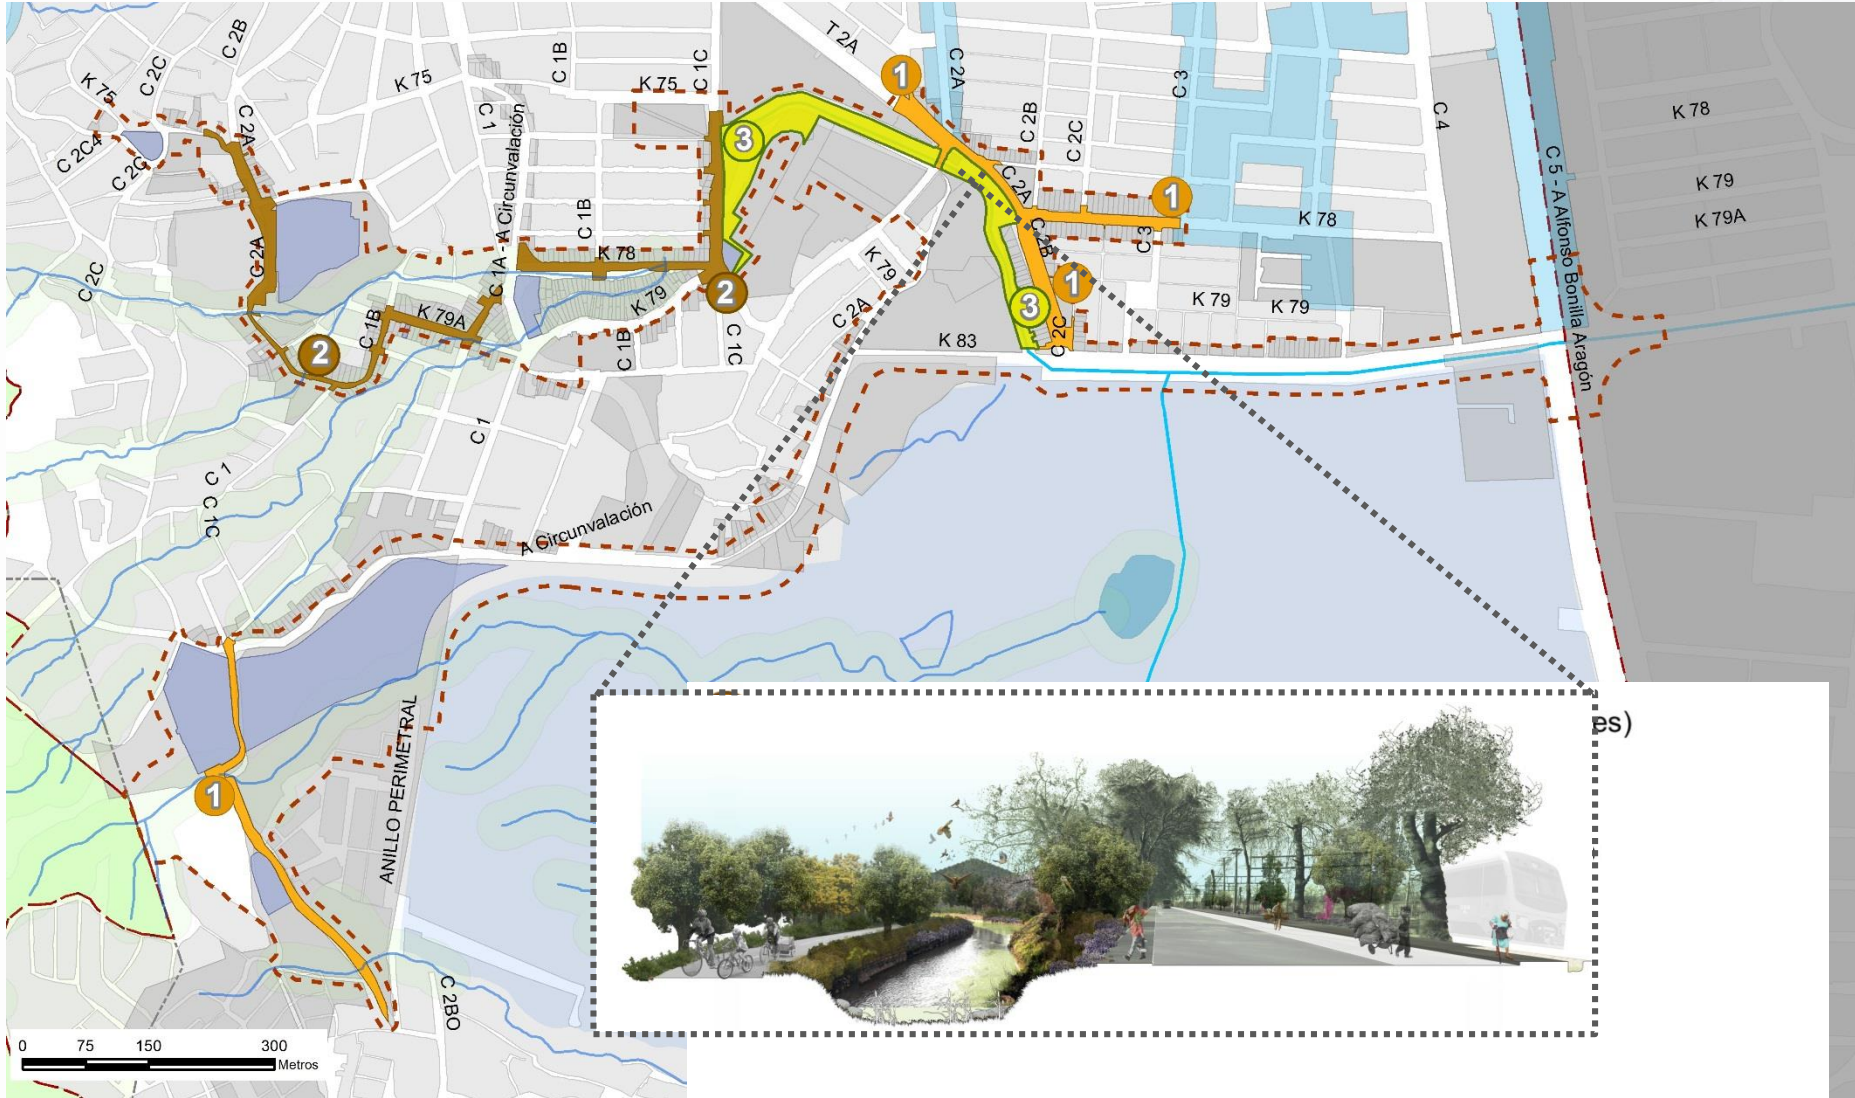 T 2A
C 2B
C 2C
K 75
K 75
C 2A
C 1
C 1B
C 1C
K 75
1
C 2A
C 3
C 4
K 78
C 2C4
C 2C
A Circunvalación
3
C 2B
C 2C
C 2A
1
C 5 - A Alfonso Bonilla Aragón
K 79
K 79A
C 2A
C 2C
C 1A - A Circunvalación
C 1B
K 78
K 79
K 79
C 2B
C 3
K 78
2
1
3
K 79
K 79
C 1B
K 79A
2
C 1B
C 1C
C 2A
K 83
C 2C
C 1
C 1
C 1C
A Circunvalación
ANILLO PERIMETRAL
es)
1
C 2BO
0 75 150 300
Metros